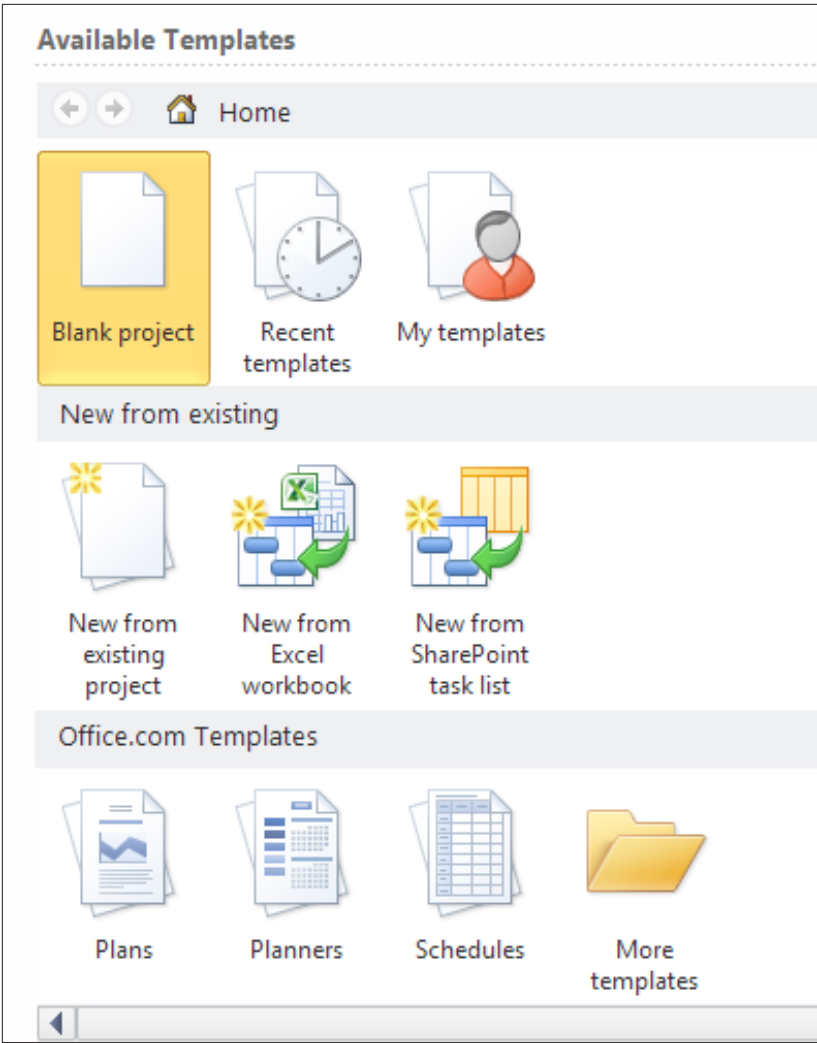 Available Templates
Home
Blank project
Recent
templates
My templates
New from existing
New from
existing
project
New from
Excel
workbook
New from
SharePoint
task list
Office.com Templates
Plans
Planners
Schedules
More
templates